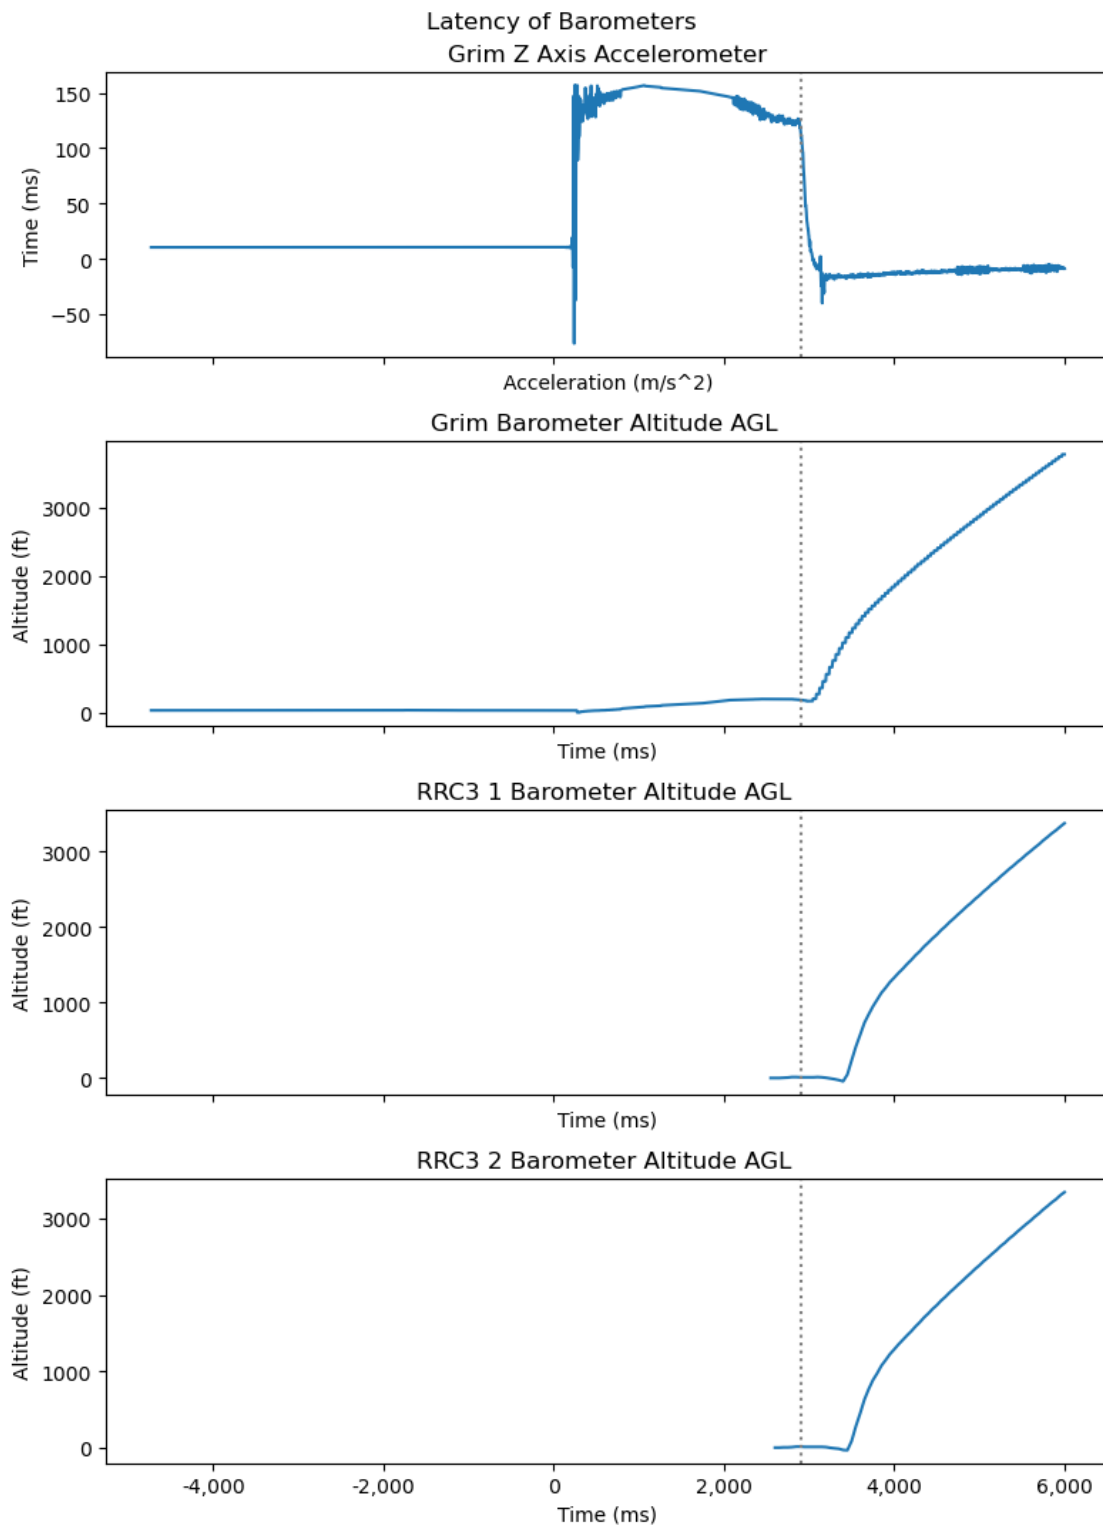 Latency of Barometers
Grim Z Axis Accelerometer
150
100
50
0
−50
Time (ms)
Acceleration (m/s^2)
Grim Barometer Altitude AGL
3000
2000
1000
0
Altitude (ft)
Time (ms)
RRC3 1 Barometer Altitude AGL
3000
2000
1000
0
Altitude (ft)
Time (ms)
RRC3 2 Barometer Altitude AGL
3000
2000
1000
0
Altitude (ft)
-4,000 -2,000 0 2,000 4,000 6,000
Time (ms)